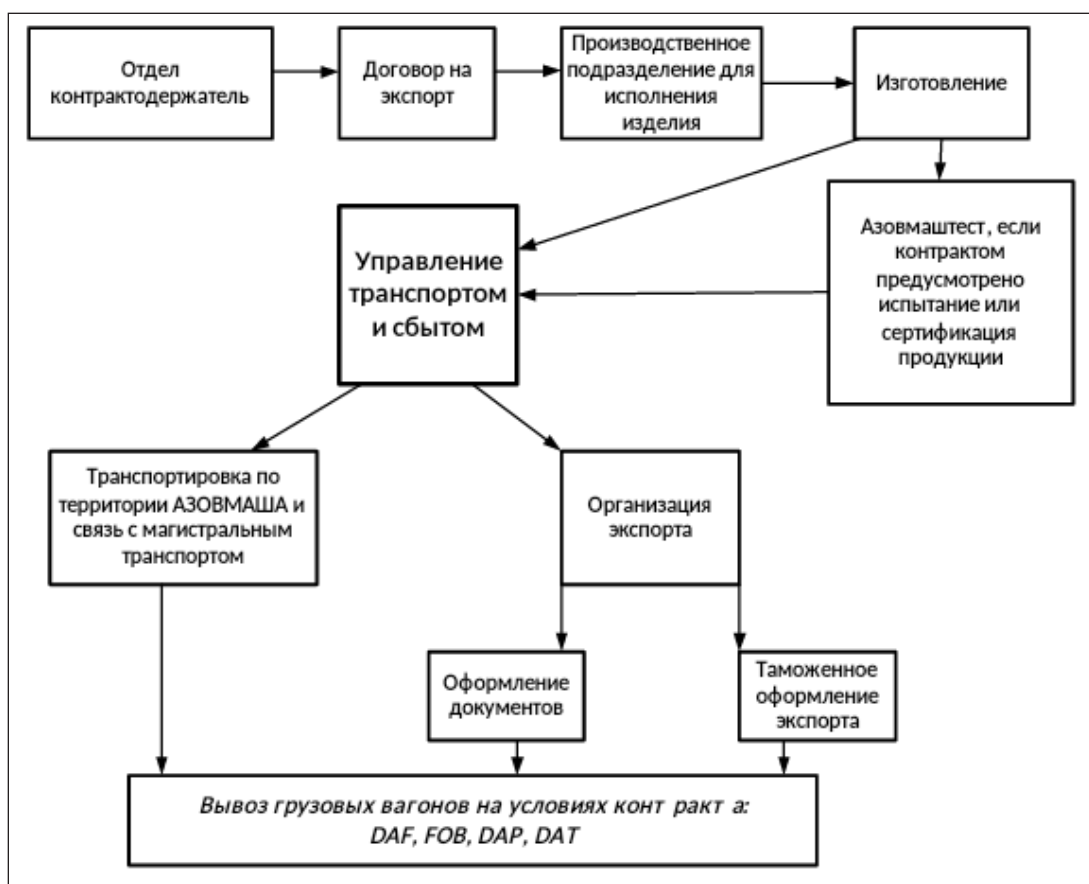 Отдел
контрактодержатель
Договор на
экспорт
Производственное
подразделение для
исполнения
изделия
Изготовление
Управление
транспортом
и сбытом
Азовмаштест, если
контрактом
предусмотрено
испытание или
сертификация
продукции
Транспортировка по
территории АЗОВМАША и
связь с магистральным
транспортом
Организация
экспорта
Оформление
документов
Таможенное
оформление
экспорта
Вывоз грузовых вагонов на условиях конт ракт а:
DAF, FOB, DAP, DAT